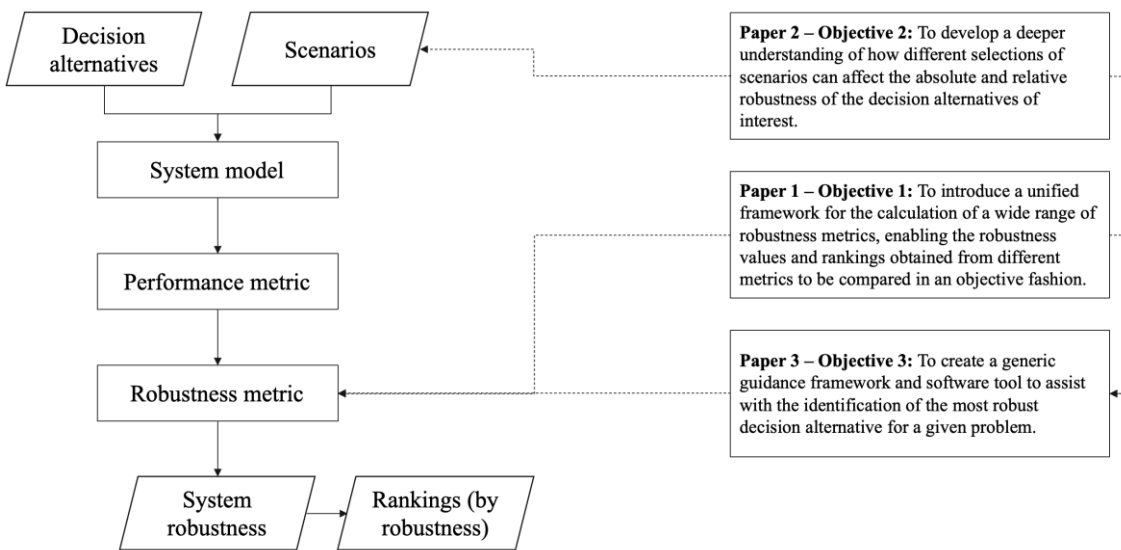 Decision
alternatives
Scenarios
System model
Performance metric
Robustness metric
System
robustness
Rankings (by
robustness)
Paper 2 – Objective 2: To develop a deeper
understanding of how different selections of
scenarios can affect the absolute and relative
robustness of the decision alternatives of
interest.
Paper 1 – Objective 1: To introduce a unified
framework for the calculation of a wide range of
robustness metrics, enabling the robustness
values and rankings obtained from different
metrics to be compared in an objective fashion.
Paper 3 – Objective 3: To create a generic
guidance framework and software tool to assist
with the identification of the most robust
decision alternative for a given problem.